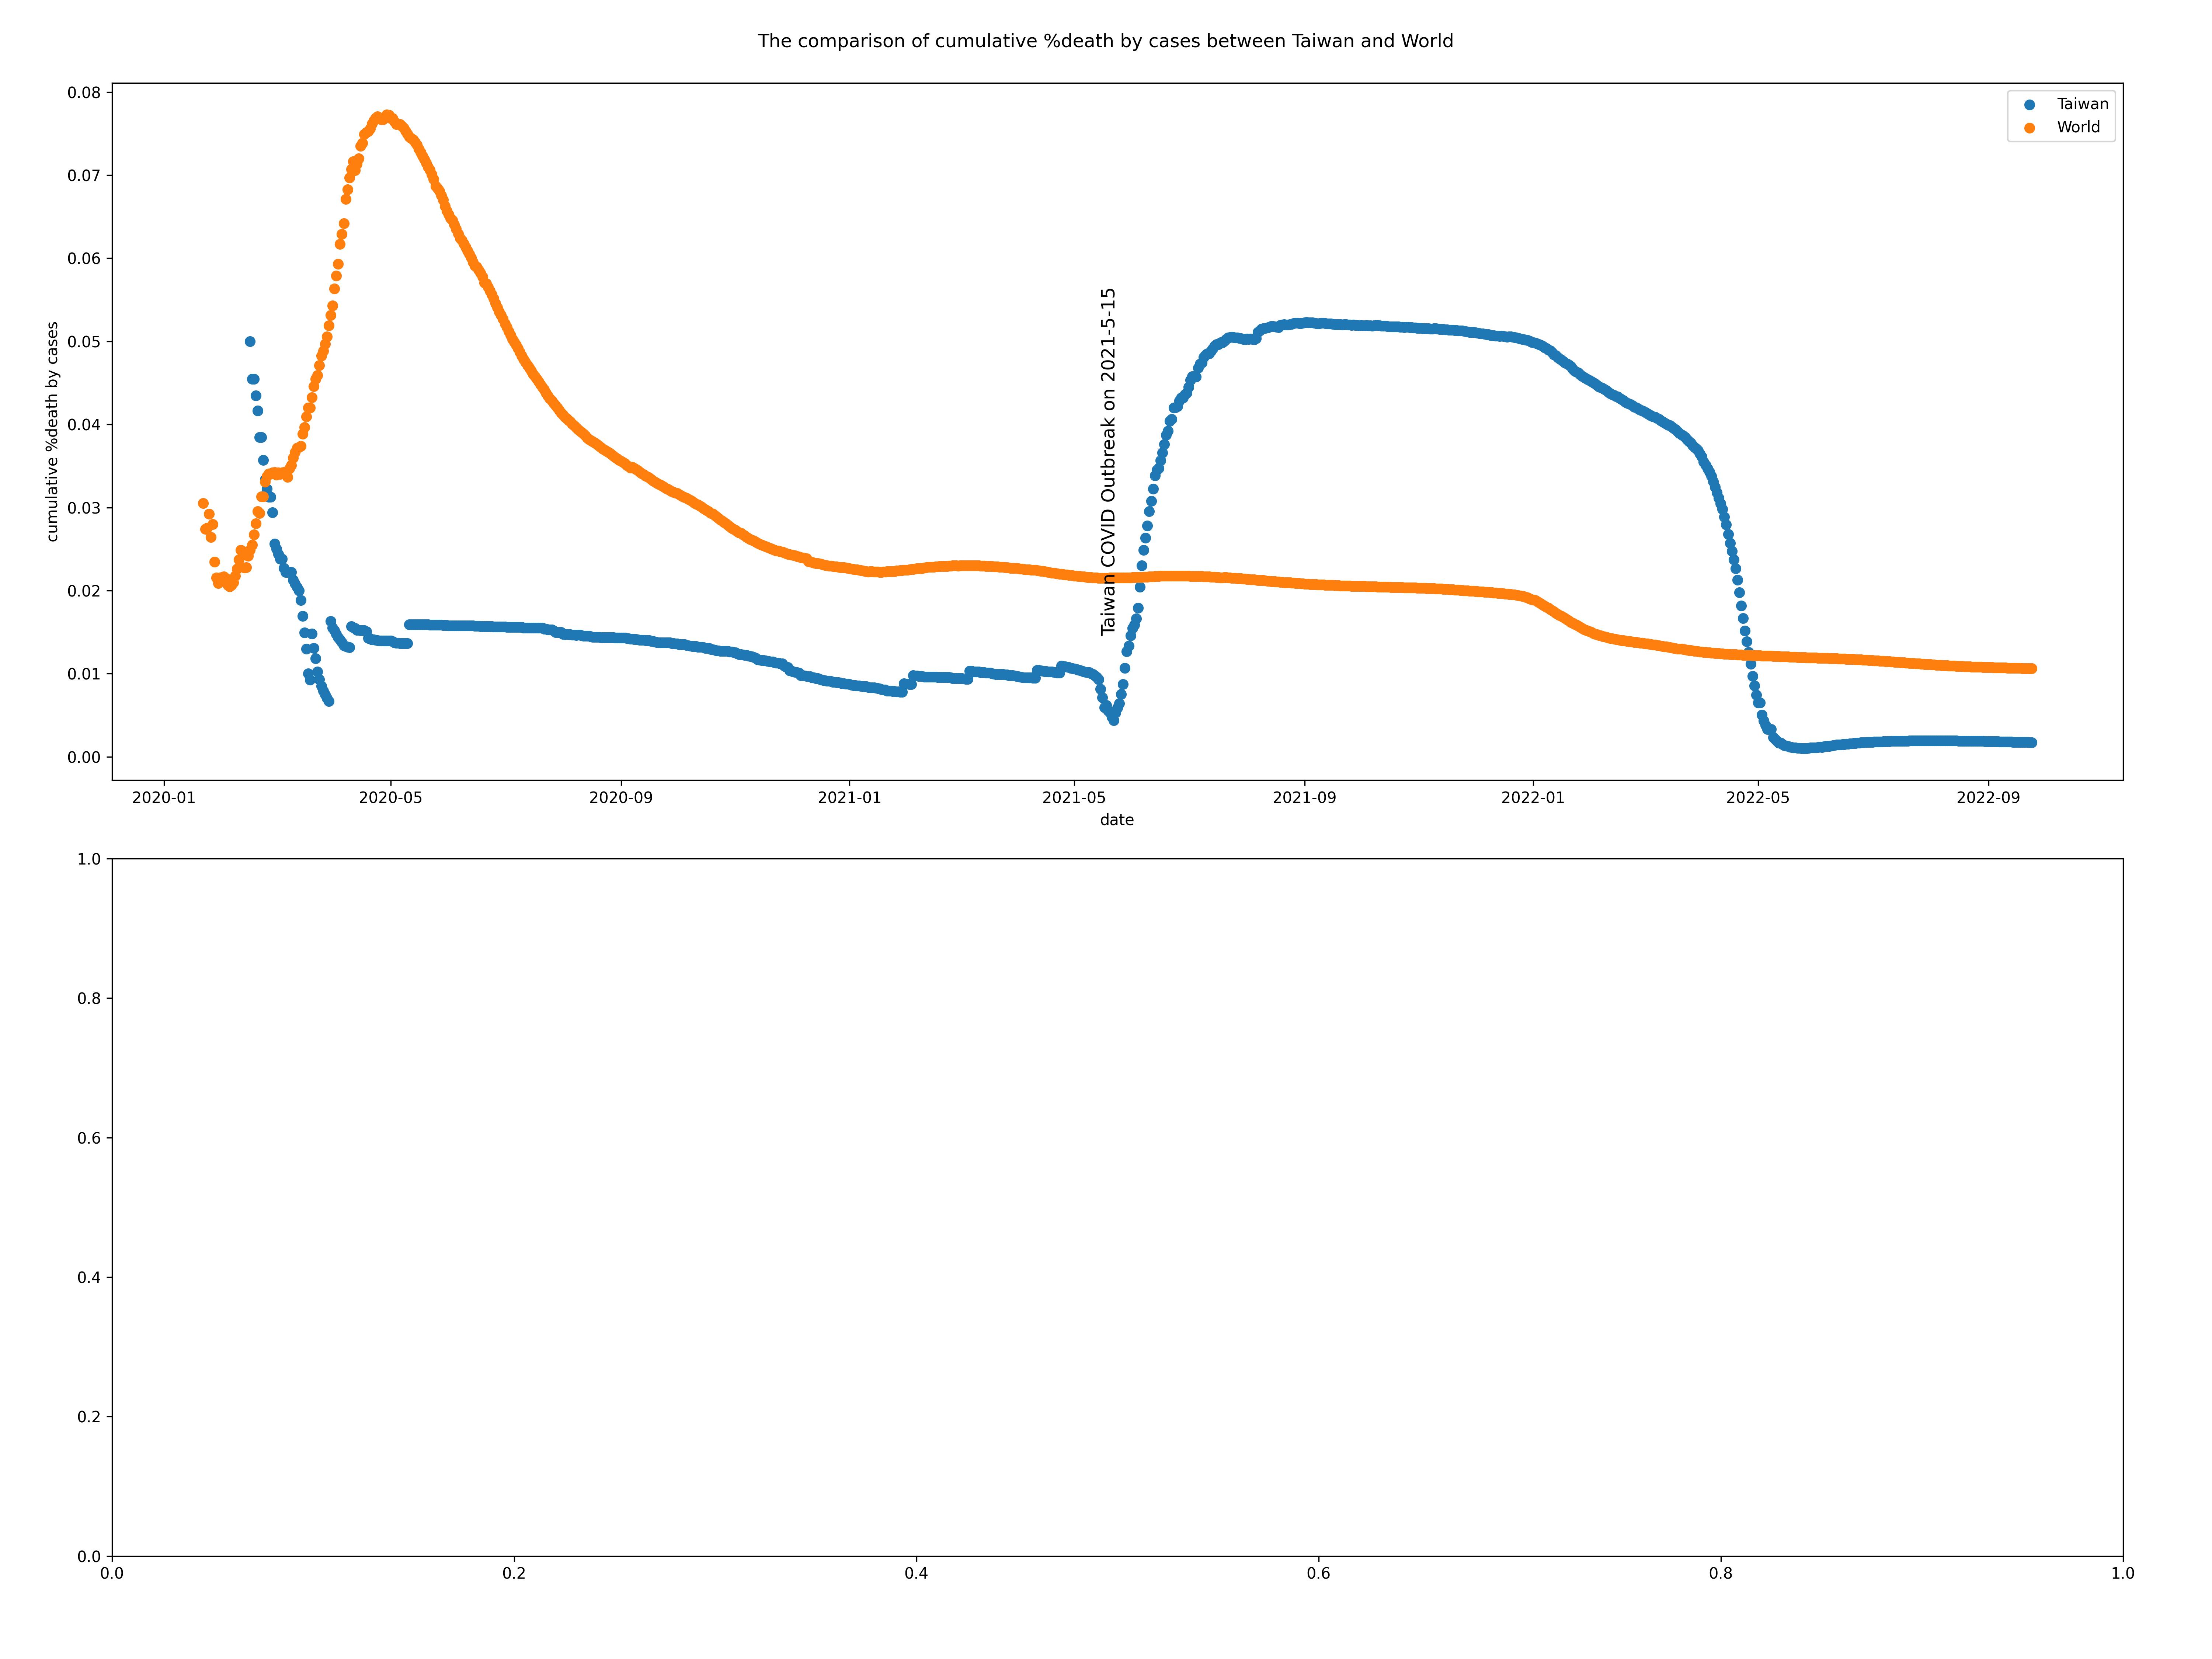 The comparison of cumulative %death by cases between Taiwan and World
Taiwan
World
0.08
0.07
0.06
0.05
0.04
0.03
0.02
0.01
0.00
cumulative %death by cases
Taiwan COVID Outbreak on 2021-5-15
2020-01 2020-05 2020-09 2021-01 2021-05 2021-09 2022-01 2022-05 2022-09
date
1.0
0.8
0.6
0.4
0.2
0.0
0.0 0.2 0.4 0.6 0.8 1.0